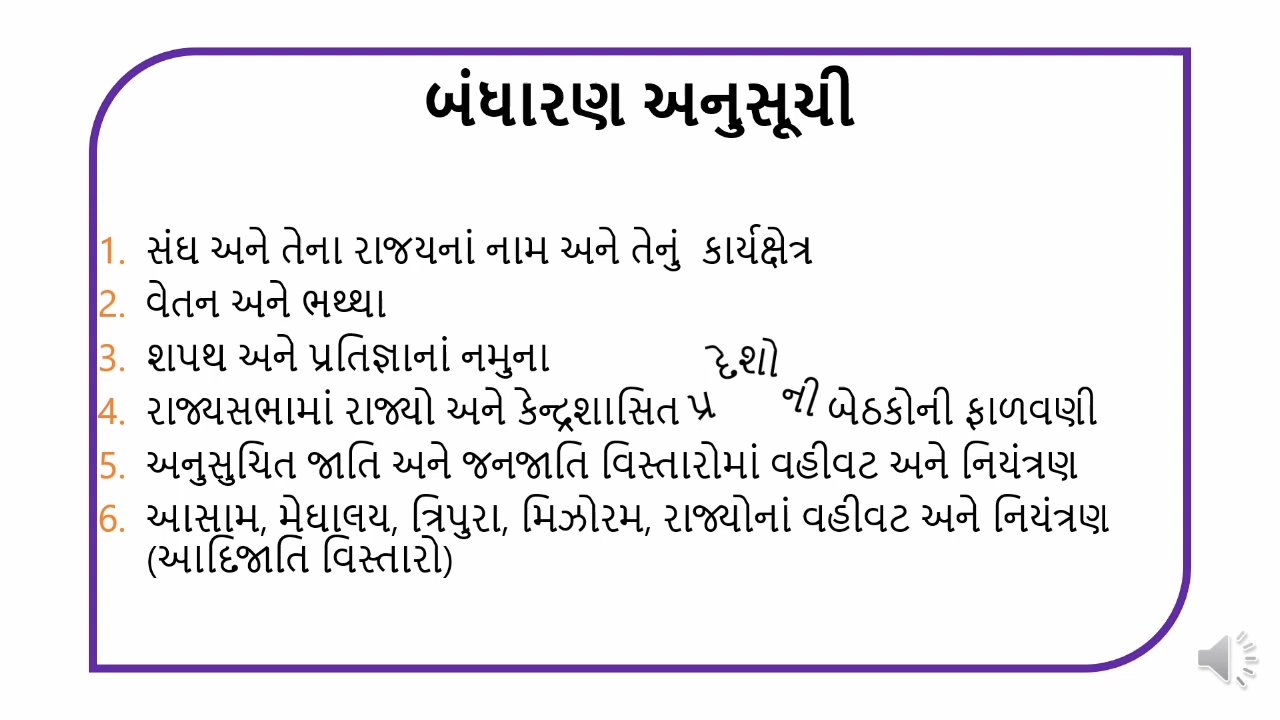 બંધારણ અનુસૂચી
1. સંઘ અને તેના રાજયનાં નામ અને તેનું કાર્યક્ષેત્ર
2. વેતન અને ભથ્થા
3. શપથ અને પ્રતિજ્ઞાનાં નમુના
4. રાજ્યસભામાં રાજ્યો અને કેન્દ્રશાસિત પ્રદેશોની બેઠકોની ફાળવણી
5. અનુસુચિત જાતિ અને જનજાતિ વિસ્તારોમાં વહીવટ અને નિયંત્રણ
6. આસામ, મેઘાલય, ત્રિપુરા, મિઝોરમ, રાજ્યોનાં વહીવટ અને નિયંત્રણ
(આદિજાતિ વિસ્તારો)